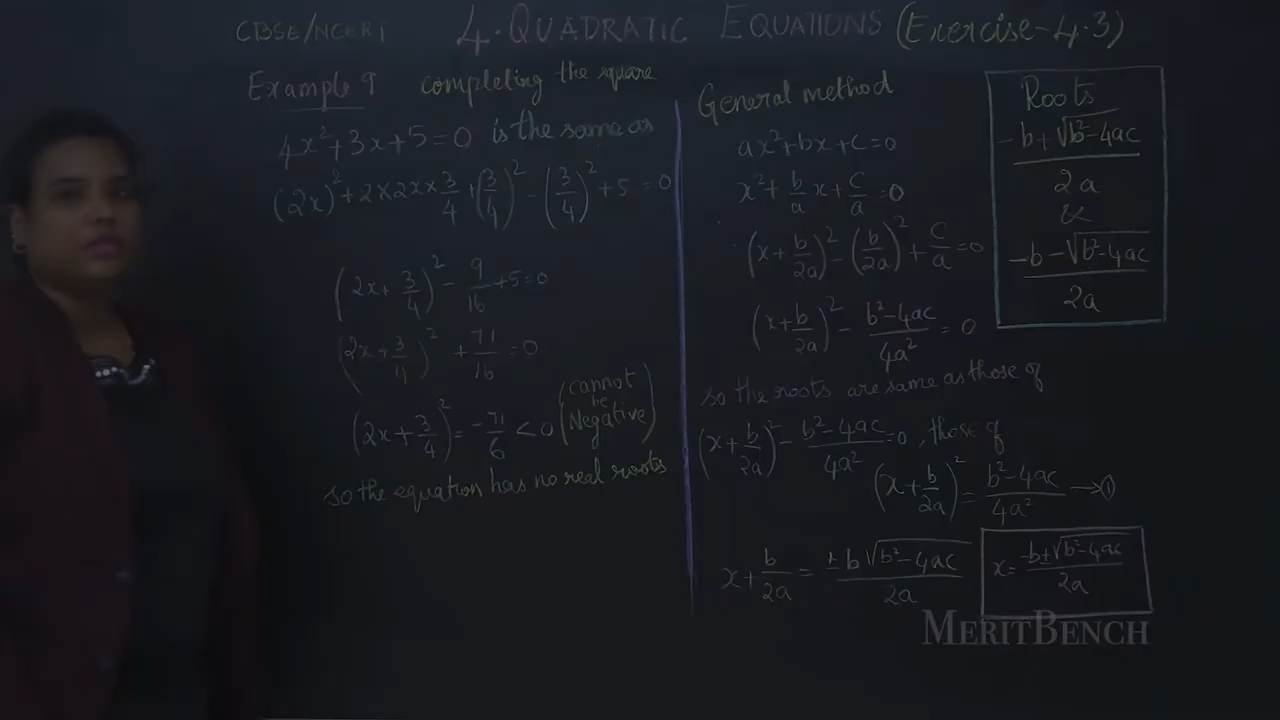 CBSE/NCERT 4. QUADRATIC EQUATIONS (Exercise-4.3)
Example 9 completing the square
4x²+3x+5=0 is the same as
(2x)²+2×2x×3/4+(3/4)²-(3/4)²+5=0
(2x+3/4)²-9/16+5=0
(2x+3/4)²+71/16=0
(2x+3/4)²=-71/6<0 (cannot be Negative)
so the equation has no real roots
General method
ax²+bx+c=0
x²+b/a x+c/a=0
(x+b/2a)²-(b/2a)²+c/a=0
(x+b/2a)²-b²-4ac/4a²=0
so the roots are same as those of
(x+b/2a)²-b²-4ac/4a²=0, those of
(x+b/2a)²=b²-4ac/4a²→①
x+b/2a=±b√b²-4ac/2a
x=-b±√b²-4ac/2a
Roots
-b+√b²-4ac/2a
&
-b-√b²-4ac/2a
MERITBENCH